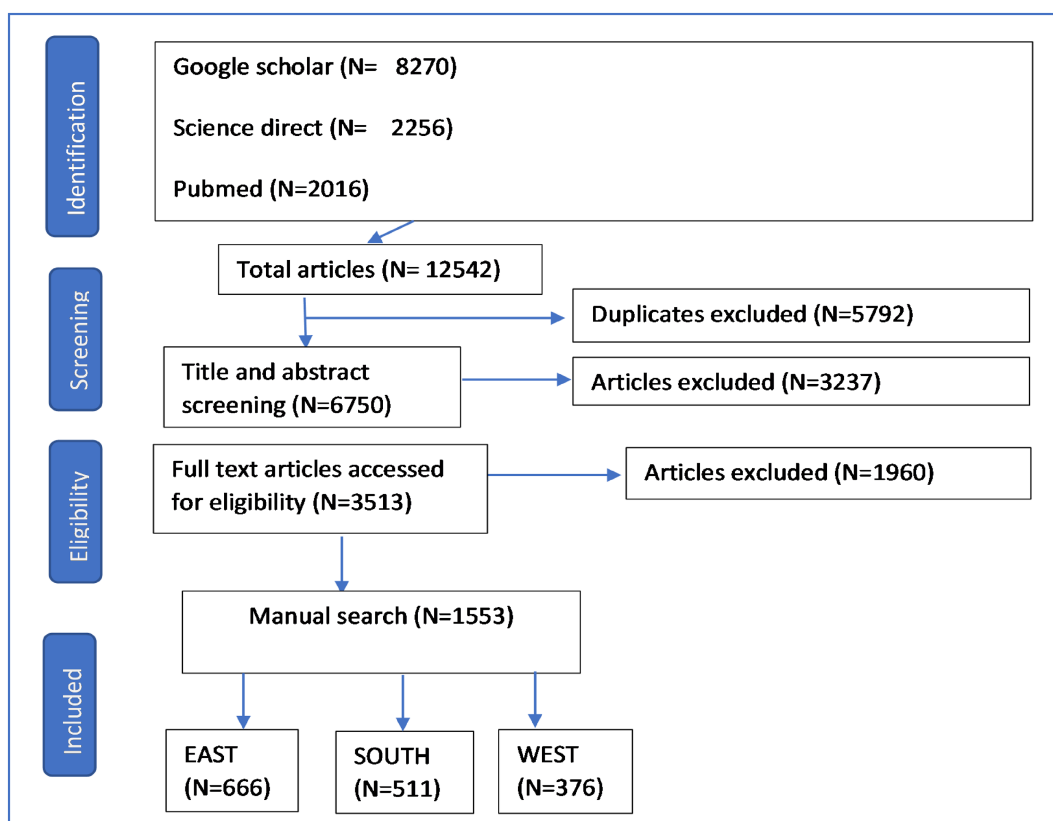 Identification
Google scholar (N=   8270)
Science direct (N=   2256)
Pubmed (N=2016)
Total articles (N= 12542)
Screening
Duplicates excluded (N=5792)
Title and abstract
screening (N=6750)
Articles excluded (N=3237)
Eligibility
Full text articles accessed
for eligibility (N=3513)
Articles excluded (N=1960)
Manual search (N=1553)
Included
EAST
(N=666)
SOUTH
(N=511)
WEST
(N=376)